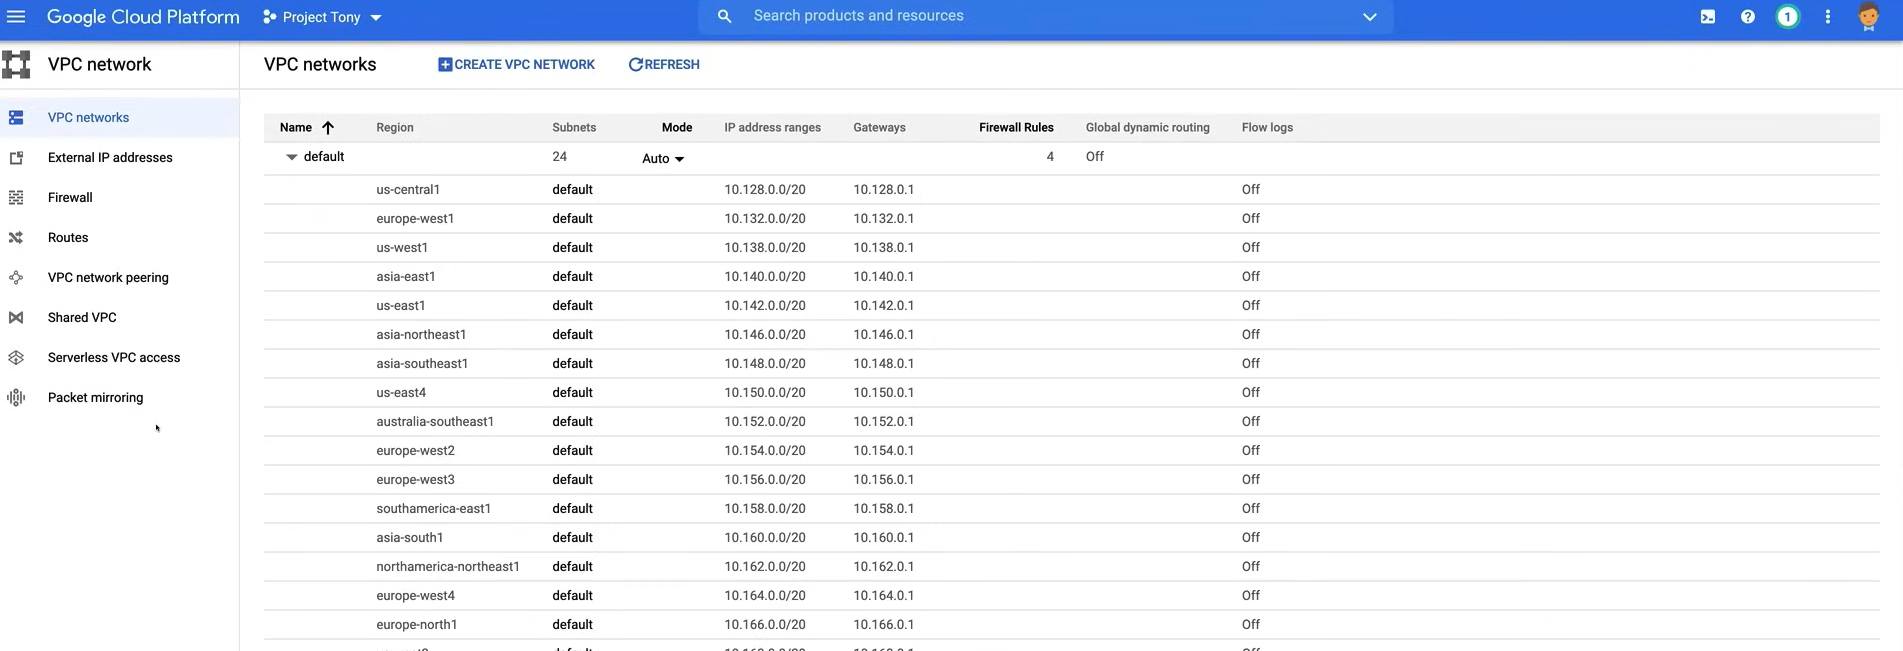 Google Cloud Platform
Project Tony
Search products and resources
1
VPC network
VPC networks
CREATE VPC NETWORK
REFRESH
VPC networks
External IP addresses
Firewall
Routes
VPC network peering
Shared VPC
Serverless VPC access
Packet mirroring
Name Region Subnets Mode IP address ranges Gateways Firewall Rules Global dynamic routing Flow logs
default 24 Auto 4 Off
us-central1 default 10.128.0.0/20 10.128.0.1 Off
europe-west1 default 10.132.0.0/20 10.132.0.1 Off
us-west1 default 10.138.0.0/20 10.138.0.1 Off
asia-east1 default 10.140.0.0/20 10.140.0.1 Off
us-east1 default 10.142.0.0/20 10.142.0.1 Off
asia-northeast1 default 10.146.0.0/20 10.146.0.1 Off
asia-southeast1 default 10.148.0.0/20 10.148.0.1 Off
us-east4 default 10.150.0.0/20 10.150.0.1 Off
australia-southeast1 default 10.152.0.0/20 10.152.0.1 Off
europe-west2 default 10.154.0.0/20 10.154.0.1 Off
europe-west3 default 10.156.0.0/20 10.156.0.1 Off
southamerica-east1 default 10.158.0.0/20 10.158.0.1 Off
asia-south1 default 10.160.0.0/20 10.160.0.1 Off
northamerica-northeast1 default 10.162.0.0/20 10.162.0.1 Off
europe-west4 default 10.164.0.0/20 10.164.0.1 Off
europe-north1 default 10.166.0.0/20 10.166.0.1 Off